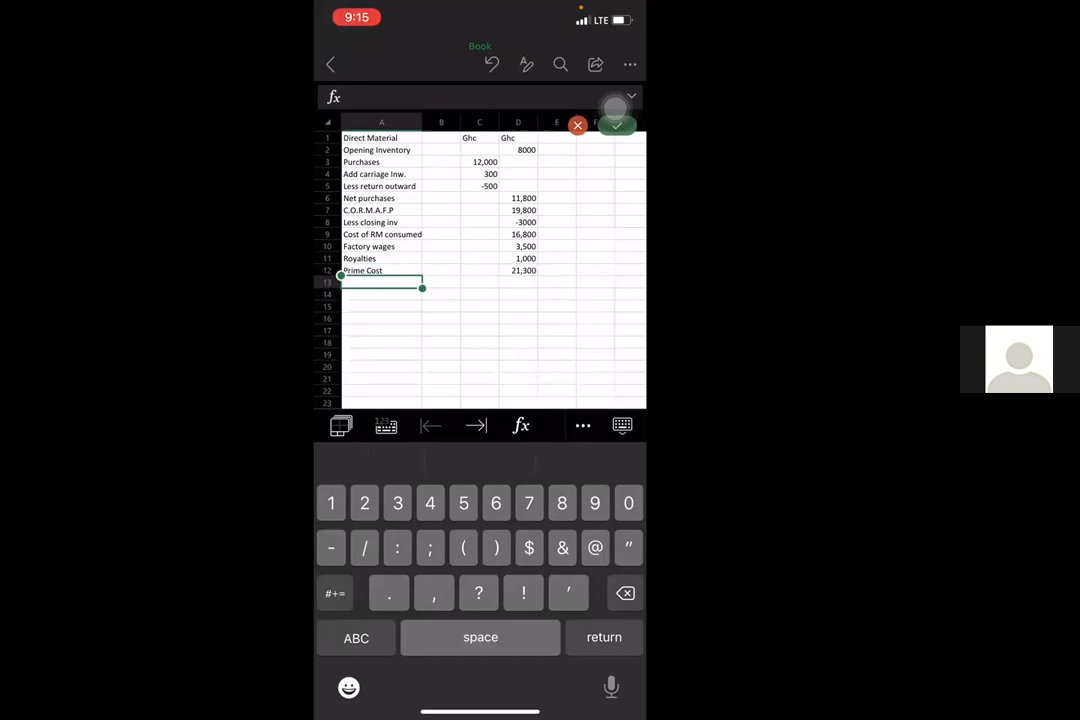 9:15
LTE
Book
fx
A B C D E F
1 Direct Material Ghc Ghc
2 Opening Inventory 8000
3 Purchases 12,000
4 Add carriage Inw. 300
5 Less return outward -500
6 Net purchases 11,800
7 C.O.R.M.A.F.P 19,800
8 Less closing inv -3000
9 Cost of RM consumed 16,800
10 Factory wages 3,500
11 Royalties 1,000
12 Prime Cost 21,300
13
14
15
16
17
18
19
20
21
22
23
123 fx
1 2 3 4 5 6 7 8 9 0
- / : ; ( ) $ & @ "
#+= . , ? ! '
ABC space return